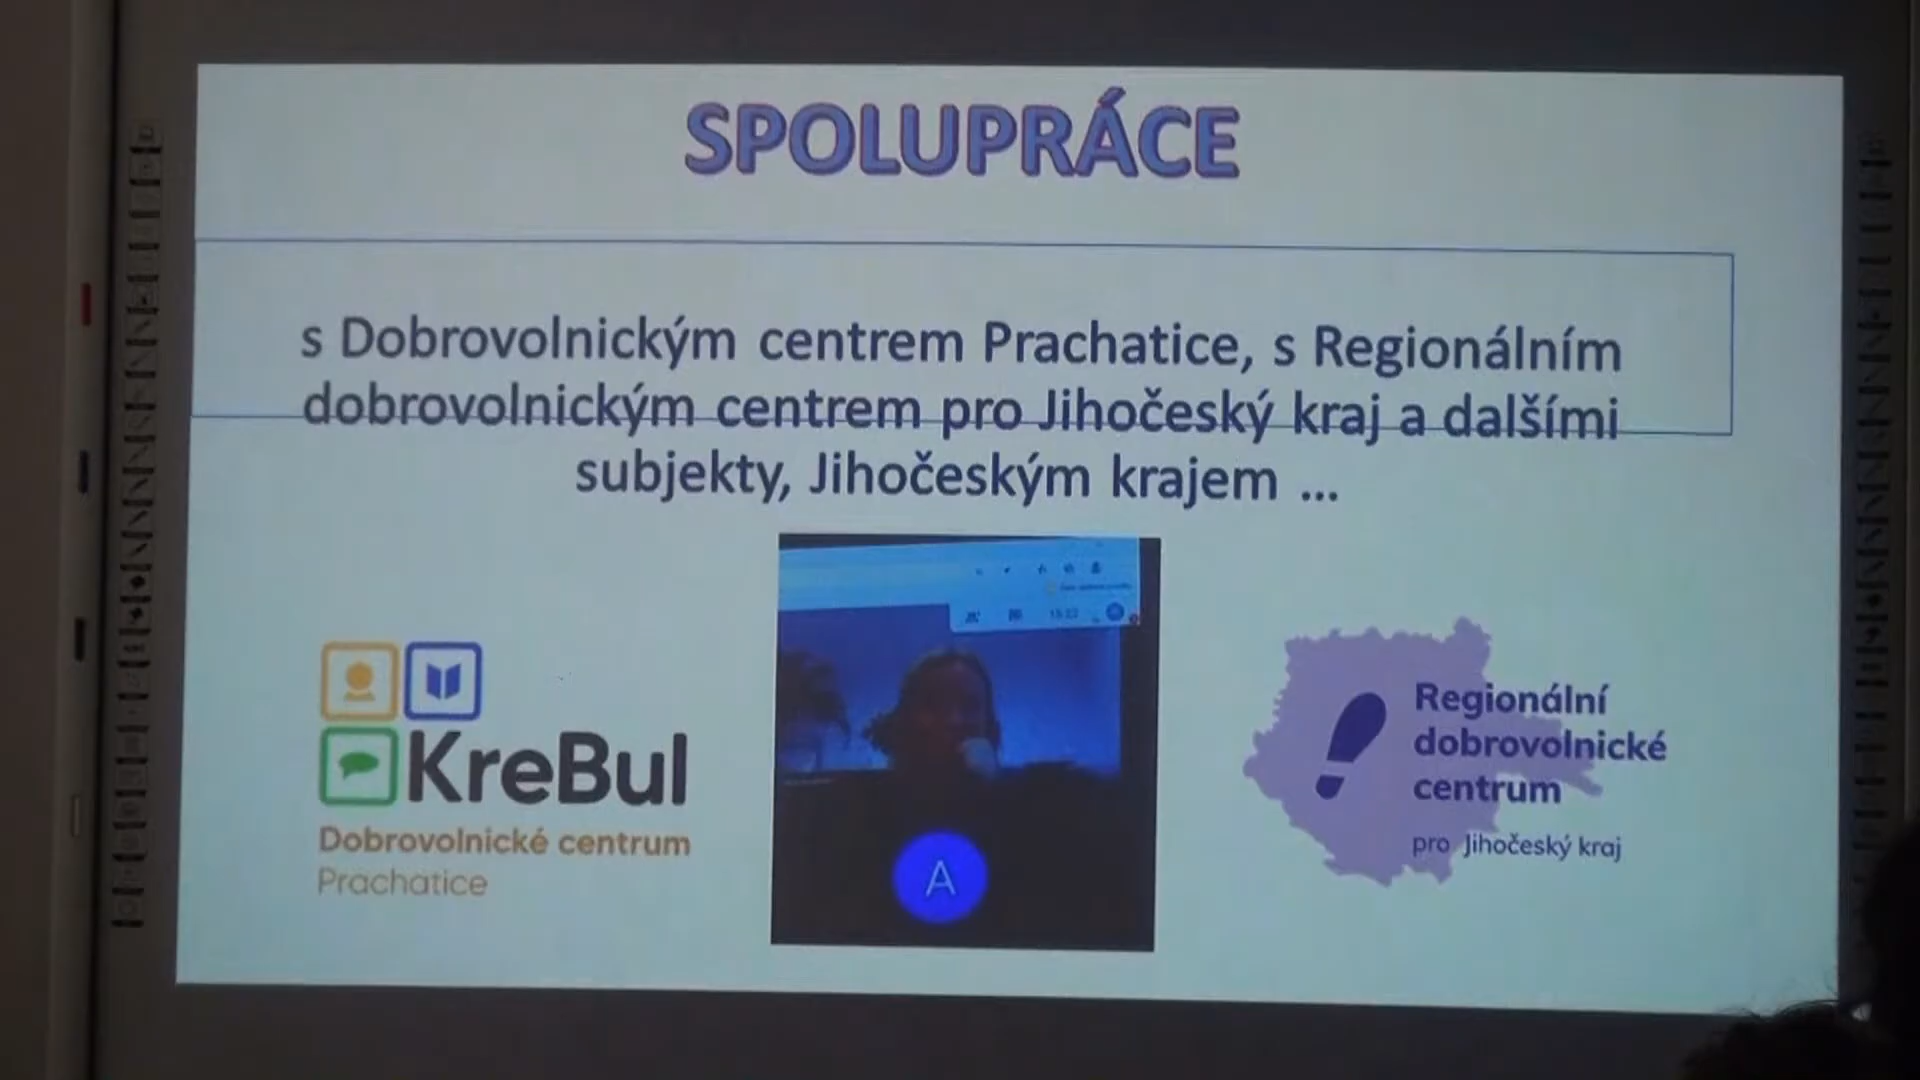 SPOLUPRÁCE
s Dobrovolnickým centrem Prachatice, s Regionálním
dobrovolnickým centrem pro Jihočeský kraj a dalšími
subjekty, Jihočeským krajem ...
A
KreBul
Dobrovolnické centrum
Prachatice
Regionální
dobrovolnické
centrum
pro Jihočeský kraj